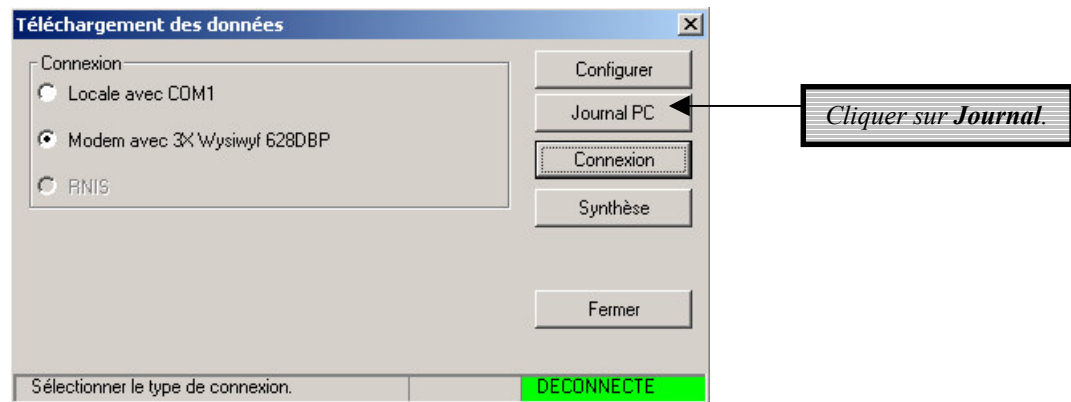 Téléchargement des données
Connexion
Locale avec COM1
Modem avec 3X Wysiwyf 628DBP
RNIS
Configurer
Journal PC
Connexion
Synthèse
Fermer
Cliquer sur Journal.
Sélectionner le type de connexion.
DECONNECTE